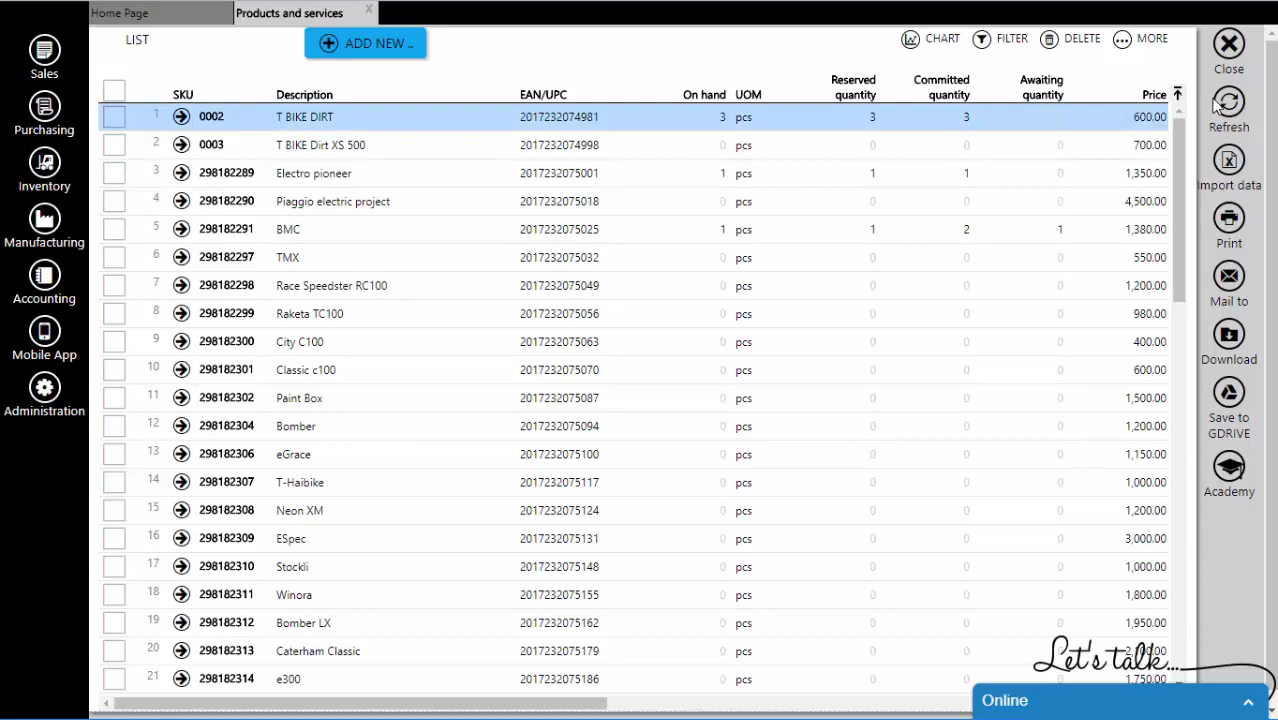 Home Page
Products and services
X
Sales
Purchasing
Inventory
Manufacturing
Accounting
Mobile App
Administration
LIST
ADD NEW ..
CHART
FILTER
DELETE
MORE
SKU Description EAN/UPC On hand UOM Reserved quantity Committed quantity Awaiting quantity Price
1 0002 T BIKE DIRT 2017232074981 3 pcs 3 3 600.00
2 0003 T BIKE Dirt XS 500 2017232074998 0 pcs 0 0 0 700.00
3 298182289 Electro pioneer 2017232075001 1 pcs 1 1 0 1,350.00
4 298182290 Piaggio electric project 2017232075018 0 pcs 0 0 0 4,500.00
5 298182291 BMC 2017232075025 1 pcs 1 2 1 1,380.00
6 298182297 TMX 2017232075032 0 pcs 0 0 0 550.00
7 298182298 Race Speedster RC100 2017232075049 0 pcs 0 0 0 1,200.00
8 298182299 Raketa TC100 2017232075056 0 pcs 0 0 0 980.00
9 298182300 City C100 2017232075063 0 pcs 0 0 0 400.00
10 298182301 Classic c100 2017232075070 0 pcs 0 0 0 600.00
11 298182302 Paint Box 2017232075087 0 pcs 0 0 0 1,500.00
12 298182304 Bomber 2017232075094 0 pcs 0 0 0 1,200.00
13 298182306 eGrace 2017232075100 0 pcs 0 0 0 1,150.00
14 298182307 T-Haibike 2017232075117 0 pcs 0 0 0 1,000.00
15 298182308 Neon XM 2017232075124 0 pcs 0 0 0 1,200.00
16 298182309 ESpec 2017232075131 0 pcs 0 0 0 3,000.00
17 298182310 Stockli 2017232075148 0 pcs 0 0 0 1,000.00
18 298182311 Winora 2017232075155 0 pcs 0 0 0 1,800.00
19 298182312 Bomber LX 2017232075162 0 pcs 0 0 0 1,950.00
20 298182313 Caterham Classic 2017232075179 0 pcs 0 0
21 298182314 e300 2017232075186 0 pcs 0 0 0 1,750.00
Close
Refresh
Import data
Print
Mail to
Download
Save to
GDRIVE
Academy
Let's talk...
Online